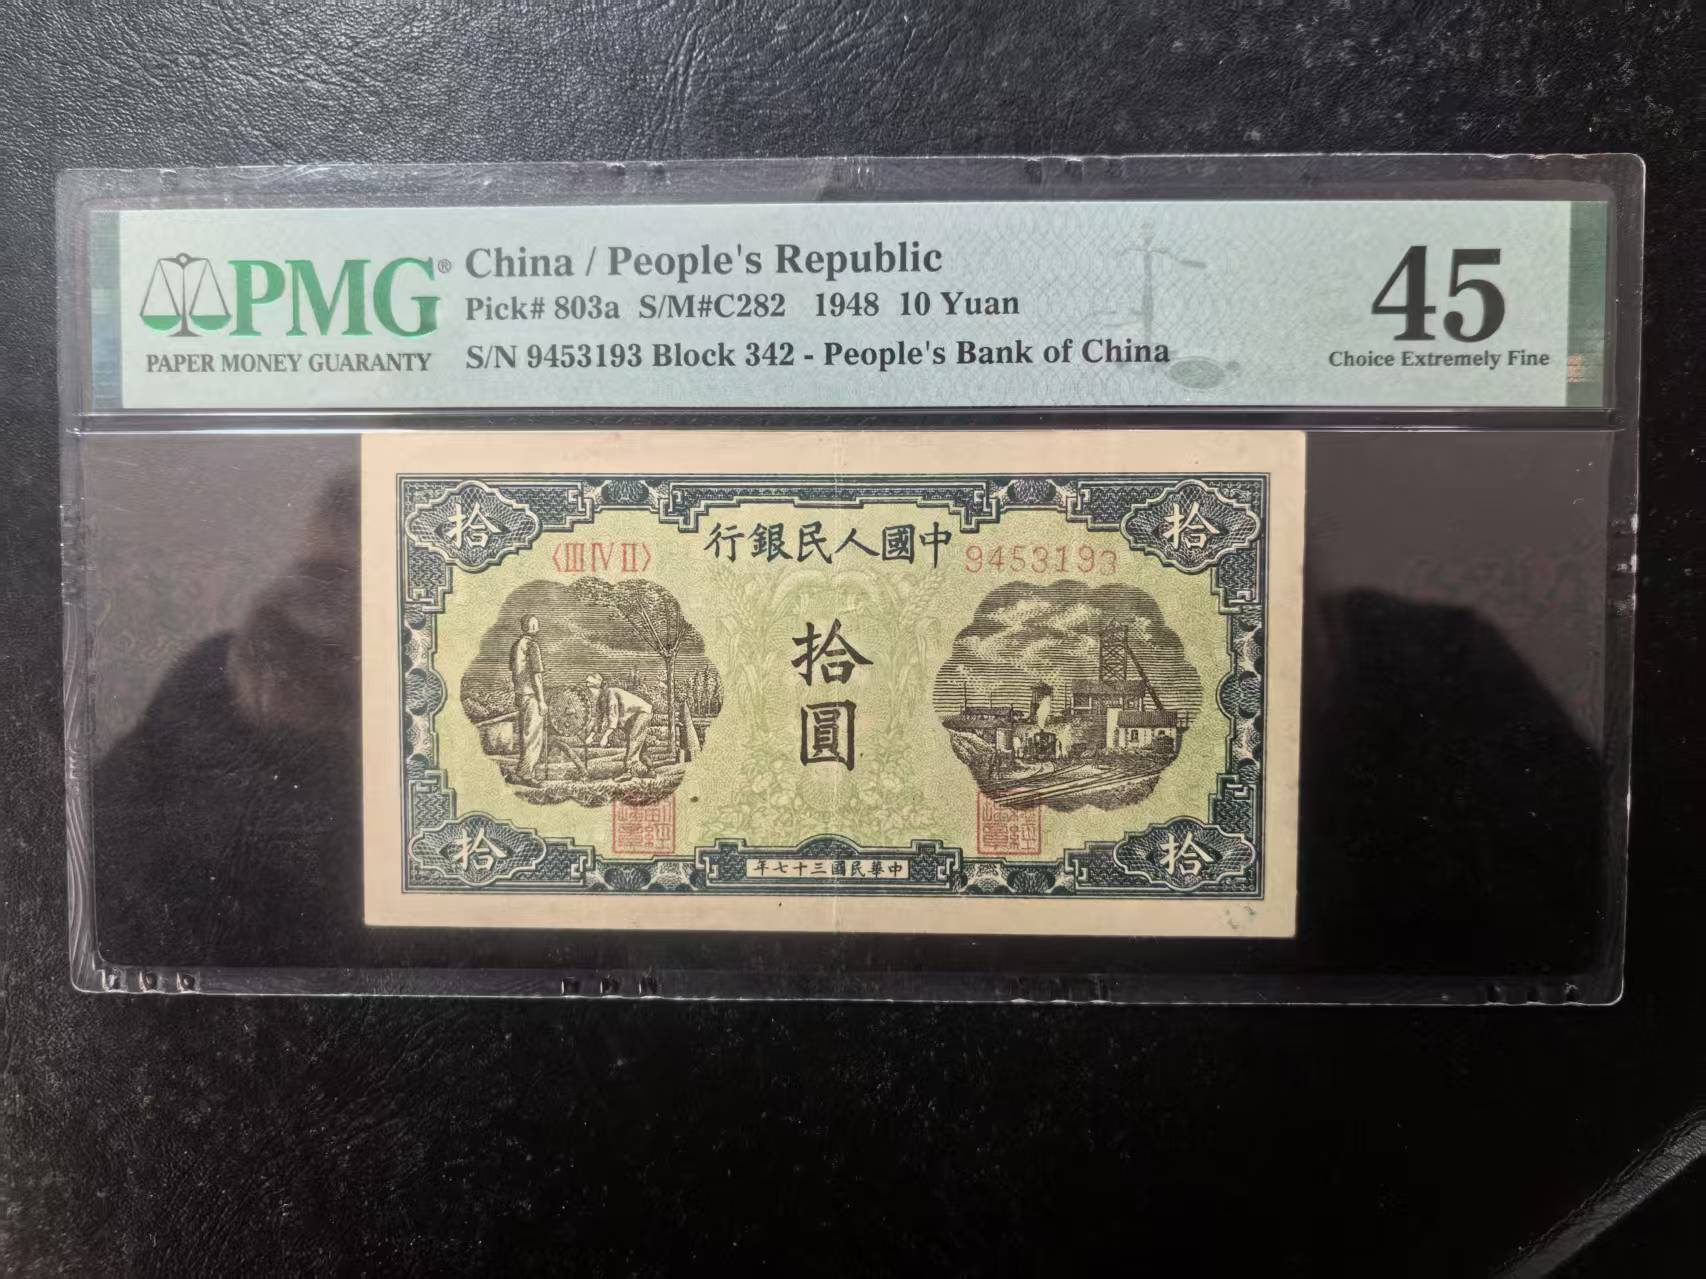 PMG®
PAPER MONEY GUARANTY
China / People's Republic
Pick# 803a S/M#C282 1948 10 Yuan
S/N 9453193 Block 342 - People's Bank of China
45
Choice Extremely Fine
拾
拾
行銀民人國中
〈III IV II〉
9453193
拾
圓
拾
拾
年七十三國民華中